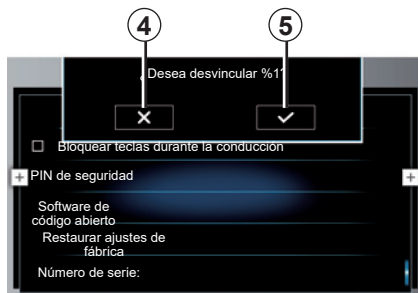 4 5
¿Desea desvincular %1?
Bloquear teclas durante la conducción
PIN de seguridad
Software de
código abierto
Restaurar ajustes de
fábrica
Número de serie: